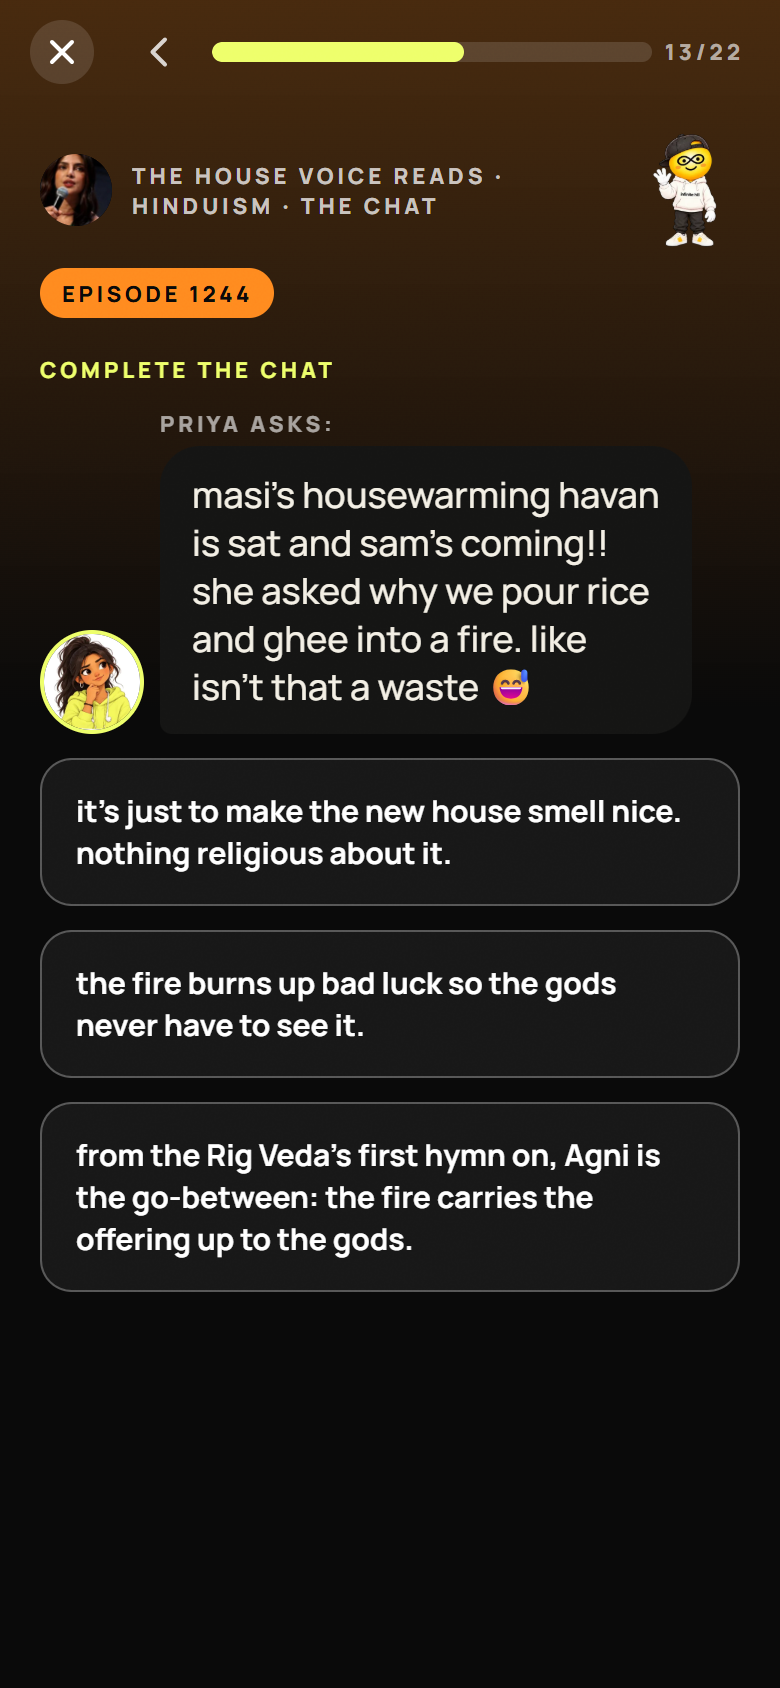 13/22
THE HOUSE VOICE READS ·
HINDUISM · THE CHAT
EPISODE 1244
COMPLETE THE CHAT
PRIYA ASKS:
masi’s housewarming havan
is sat and sam’s coming!!
she asked why we pour rice
and ghee into a fire. like
isn’t that a waste 😅
it’s just to make the new house smell nice.
nothing religious about it.
the fire burns up bad luck so the gods
never have to see it.
from the Rig Veda’s first hymn on, Agni is
the go-between: the fire carries the
offering up to the gods.